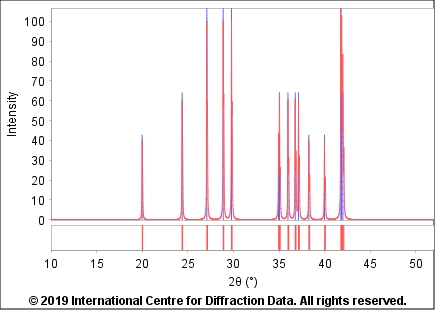 100
90
80
70
60
50
40
30
20
10
0
Intensity
10 15 20 25 30 35 40 45 50
2θ (°)
© 2019 International Centre for Diffraction Data. All rights reserved.